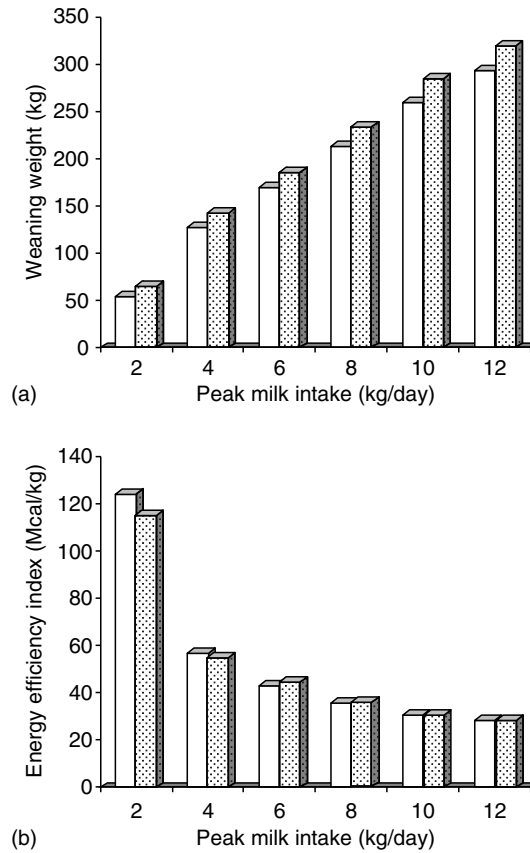 350
300
250
200
150
100
50
0
Weaning weight (kg)
2 4 6 8 10 12
(a) Peak milk intake (kg/day)
140
120
100
80
60
40
20
0
Energy efficiency index (Mcal/kg)
2 4 6 8 10 12
(b) Peak milk intake (kg/day)